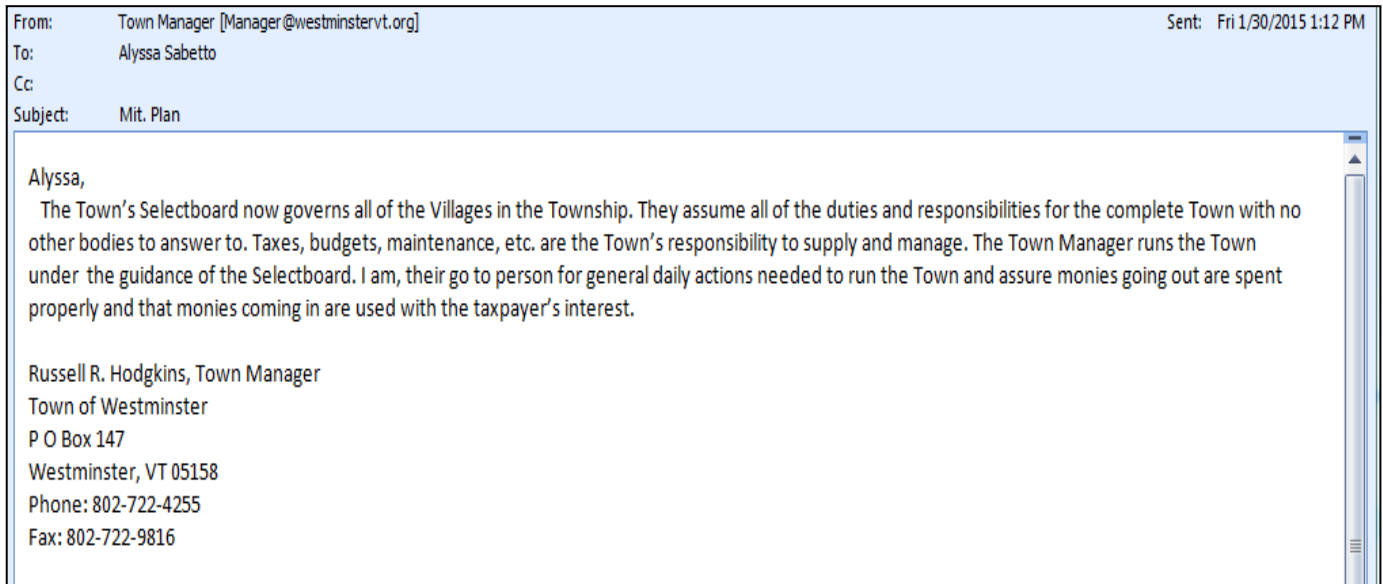 From: Town Manager [Manager@westminstervt.org] Sent: Fri 1/30/2015 1:12 PM
To: Alyssa Sabetto
Cc:
Subject: Mit. Plan
Alyssa,
The Town's Selectboard now governs all of the Villages in the Township. They assume all of the duties and responsibilities for the complete Town with no
other bodies to answer to. Taxes, budgets, maintenance, etc. are the Town's responsibility to supply and manage. The Town Manager runs the Town
under the guidance of the Selectboard. I am, their go to person for general daily actions needed to run the Town and assure monies going out are spent
properly and that monies coming in are used with the taxpayer's interest.
Russell R. Hodgkins, Town Manager
Town of Westminster
P O Box 147
Westminster, VT 05158
Phone: 802-722-4255
Fax: 802-722-9816